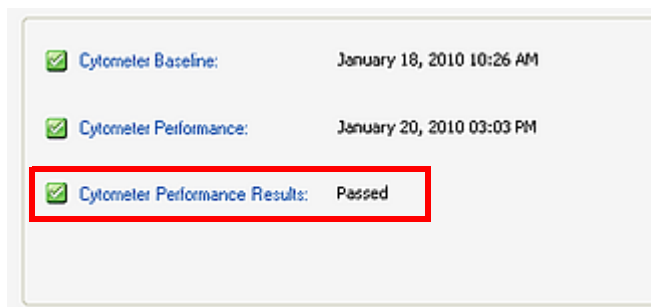 Cytometer Baseline: January 18, 2010 10:26 AM
Cytometer Performance: January 20, 2010 03:03 PM
Cytometer Performance Results: Passed